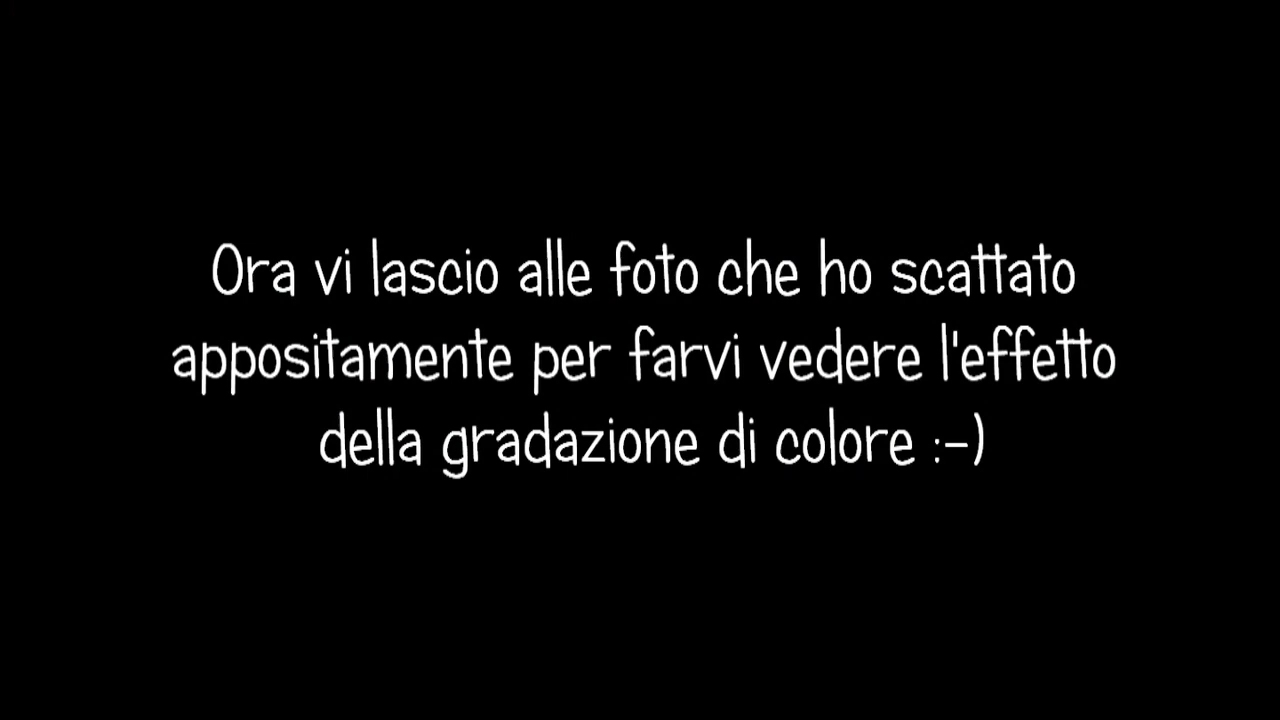 Ora vi lascio alle foto che ho scattato
appositamente per farvi vedere l'effetto
della gradazione di colore :-)